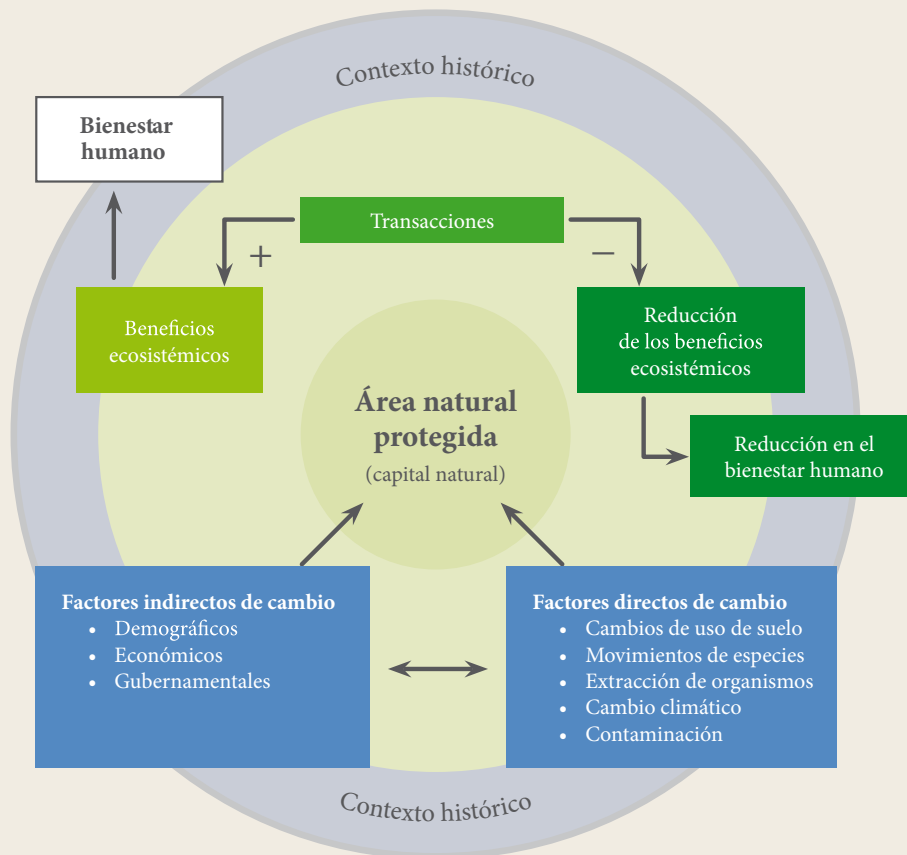 Contexto histórico
Bienestar
humano
Transacciones
+
−
Beneficios
ecosistémicos
Reducción
de los beneficios
ecosistémicos
Área natural
protegida
(capital natural)
Reducción en el
bienestar humano
Factores indirectos de cambio
• Demográficos
• Económicos
• Gubernamentales
Factores directos de cambio
• Cambios de uso de suelo
• Movimientos de especies
• Extracción de organismos
• Cambio climático
• Contaminación
Contexto histórico